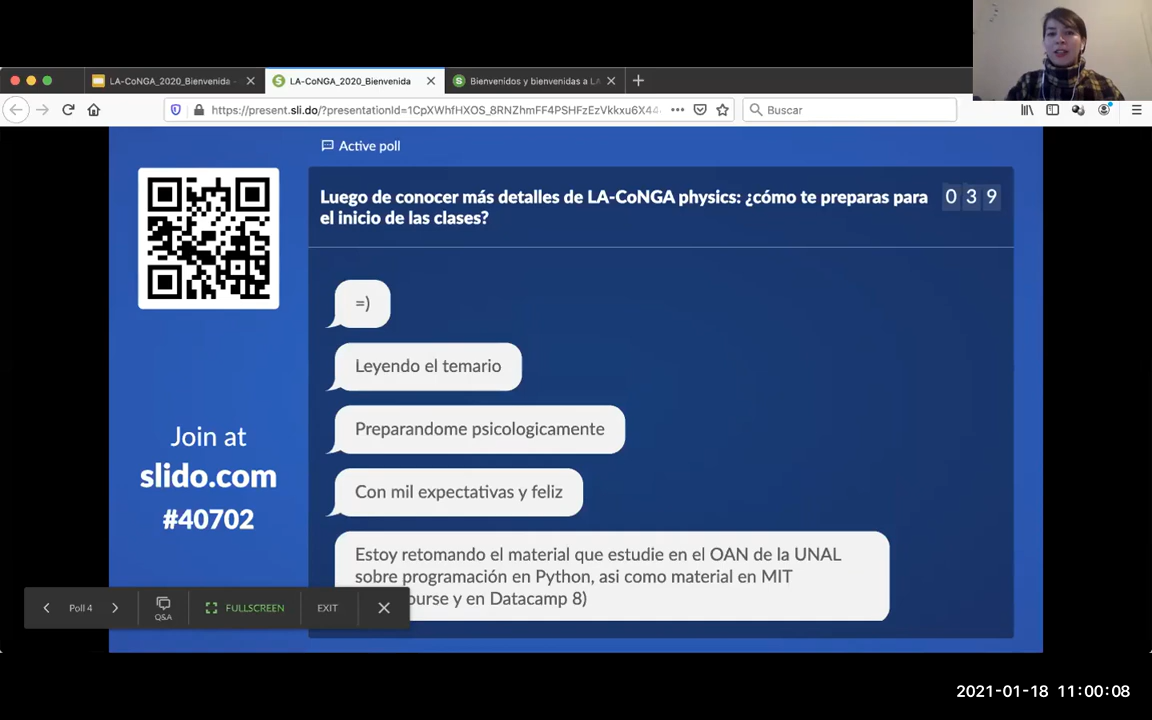 LA-CoNGA_2020_Bienvenida -
LA-CoNGA_2020_Bienvenida
Bienvenidos y bienvenidas a LA
https://present.sli.do/?presentationId=1CpXWhfHXOS_8RNZhmFF4PSHFzEzVkkxu6X44
Buscar
Active poll
Luego de conocer más detalles de LA-CoNGA physics: ¿cómo te preparas para
el inicio de las clases?
0 3 9
=)
Leyendo el temario
Preparandome psicologicamente
Con mil expectativas y feliz
Estoy retomando el material que estudie en el OAN de la UNAL
sobre programación en Python, asi como material en MIT
ourse y en Datacamp 8)
Join at
slido.com
#40702
Poll 4
Q&A
FULLSCREEN
EXIT
2021-01-18 11:00:08